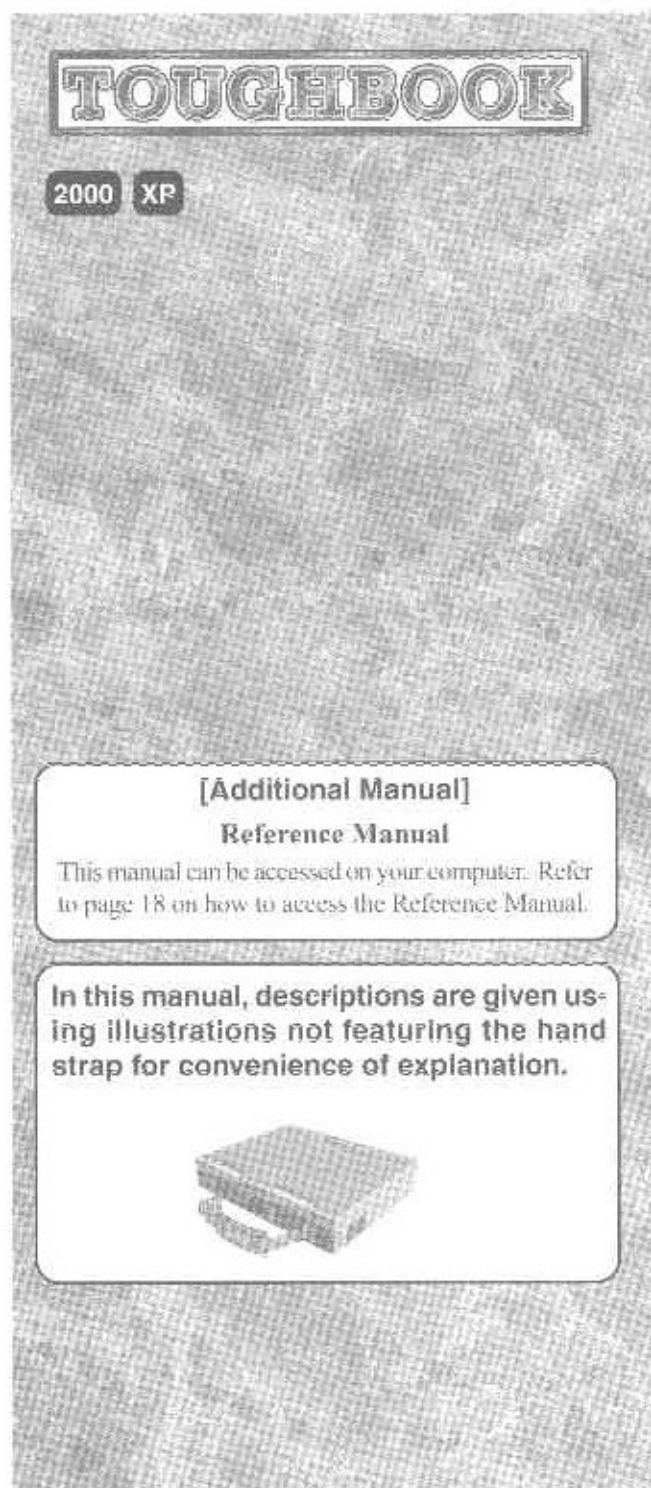 TOUGHBOOK
2000 XP
[Additional Manual]
Reference Manual
This manual can be accessed on your computer. Refer
to page 18 on how to access the Reference Manual.
In this manual, descriptions are given us-
ing illustrations not featuring the hand
strap for convenience of explanation.